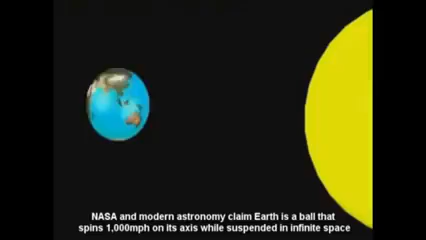 NASA and modern astronomy claim Earth is a ball that
spins 1,000mph on its axis while suspended in infinite space